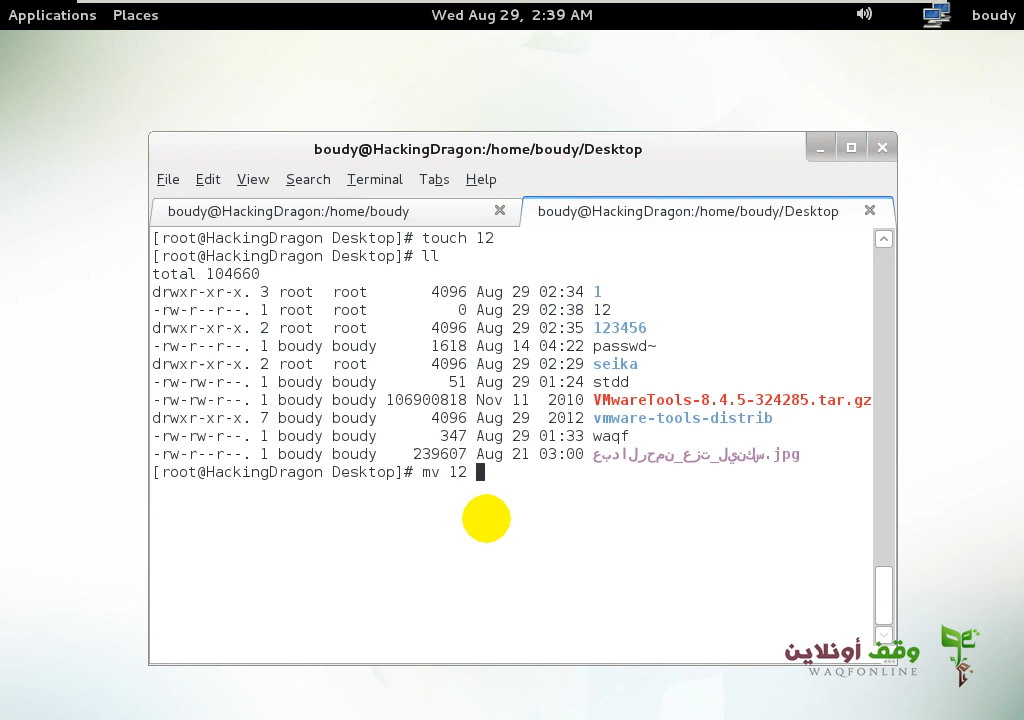 Applications Places Wed Aug 29, 2:39 AM boudy
boudy@HackingDragon:/home/boudy/Desktop
File Edit View Search Terminal Tabs Help
boudy@HackingDragon:/home/boudy boudy@HackingDragon:/home/boudy/Desktop
[root@HackingDragon Desktop]# touch 12
[root@HackingDragon Desktop]# ll
total 104660
drwxr-xr-x. 3 root root 4096 Aug 29 02:34 1
-rw-r--r--. 1 root root 0 Aug 29 02:38 12
drwxr-xr-x. 2 root root 4096 Aug 29 02:35 123456
-rw-r--r--. 1 boudy boudy 1618 Aug 14 04:22 passwd~
drwxr-xr-x. 2 root root 4096 Aug 29 02:29 seika
-rw-rw-r--. 1 boudy boudy 51 Aug 29 01:24 stdd
-rw-rw-r--. 1 boudy boudy 106900818 Nov 11 2010 VMwareTools-8.4.5-324285.tar.gz
drwxr-xr-x. 7 boudy boudy 4096 Aug 29 2012 vmware-tools-distrib
-rw-rw-r--. 1 boudy boudy 347 Aug 29 01:33 waqf
-rw-rw-r--. 1 boudy boudy 239607 Aug 21 03:00 عبدالرحمن_عزت_لينكس.jpg
[root@HackingDragon Desktop]# mv 12
وقف أونلاين
WAQFONLINE